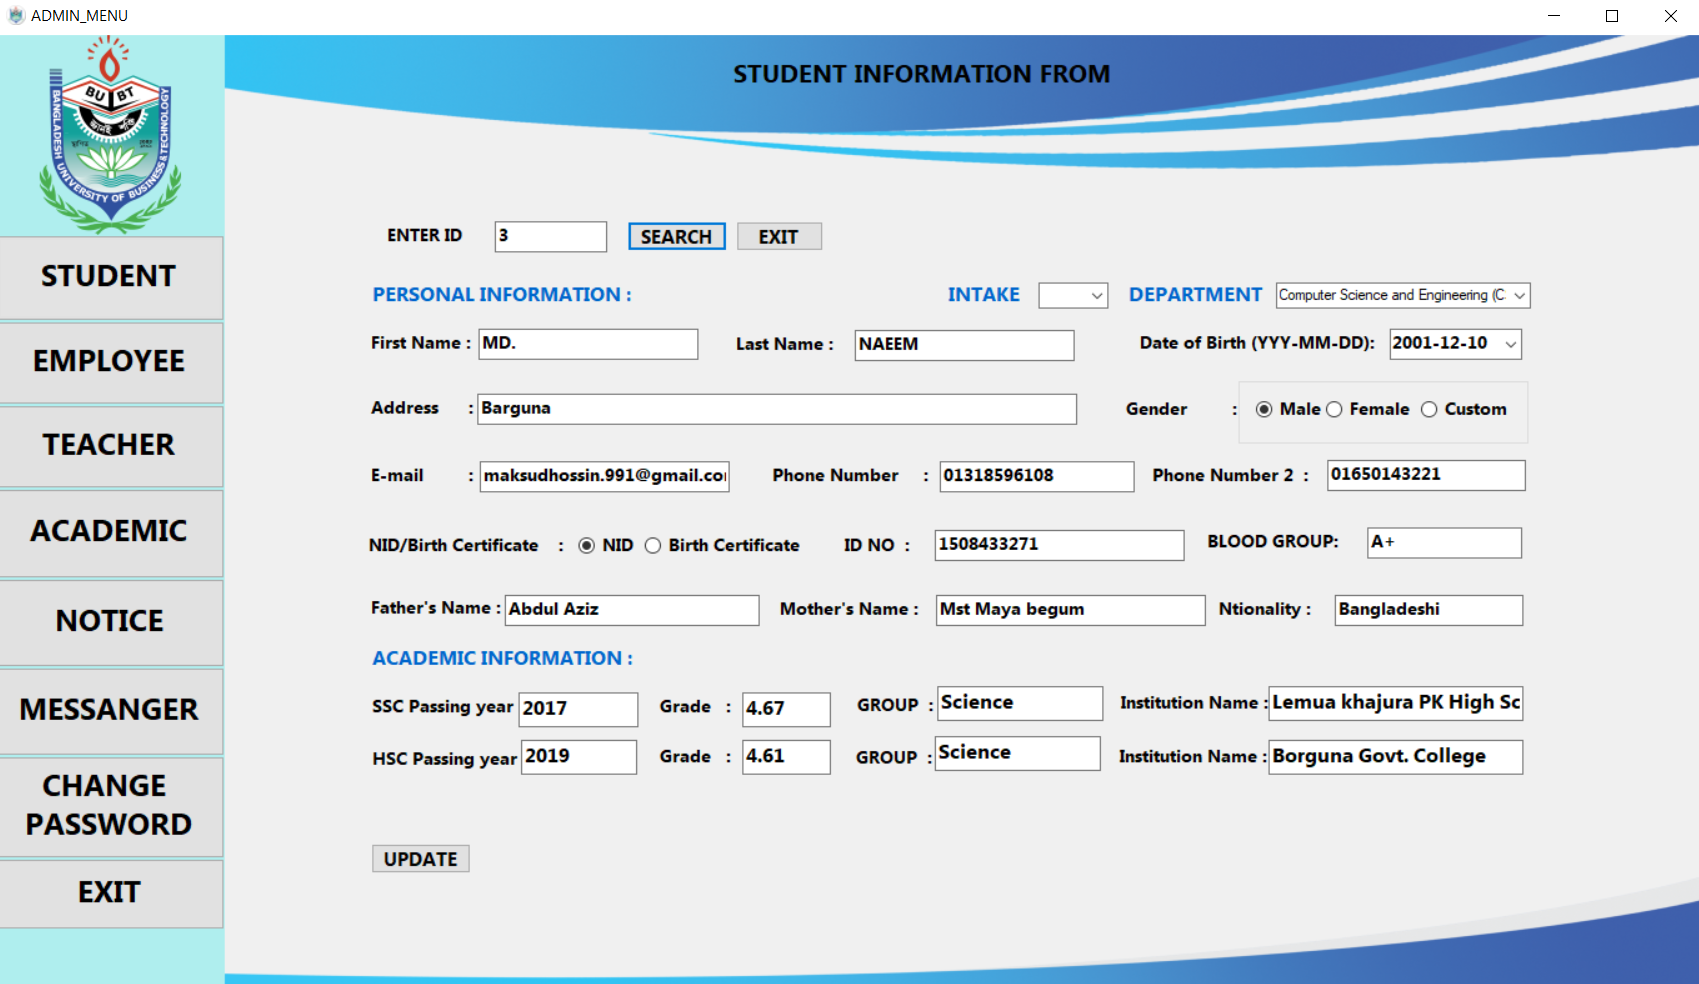 ADMIN_MENU
BU BT
জ্ঞানই শক্তি
BANGLADESH UNIVERSITY OF BUSINESS & TECHNOLOGY
STUDENT
EMPLOYEE
TEACHER
ACADEMIC
NOTICE
MESSANGER
CHANGE
PASSWORD
EXIT
STUDENT INFORMATION FROM
ENTER ID 3 SEARCH EXIT
PERSONAL INFORMATION : INTAKE DEPARTMENT Computer Science and Engineering (C
First Name : MD. Last Name : NAEEM Date of Birth (YYY-MM-DD): 2001-12-10
Address : Barguna Gender : Male Female Custom
E-mail : maksudhossin.991@gmail.co Phone Number : 01318596108 Phone Number 2 : 01650143221
NID/Birth Certificate : NID Birth Certificate ID NO : 1508433271 BLOOD GROUP: A+
Father's Name : Abdul Aziz Mother's Name : Mst Maya begum Ntionality : Bangladeshi
ACADEMIC INFORMATION :
SSC Passing year 2017 Grade : 4.67 GROUP : Science Institution Name : Lemua khajura PK High Sc
HSC Passing year 2019 Grade : 4.61 GROUP : Science Institution Name : Borguna Govt. College
UPDATE